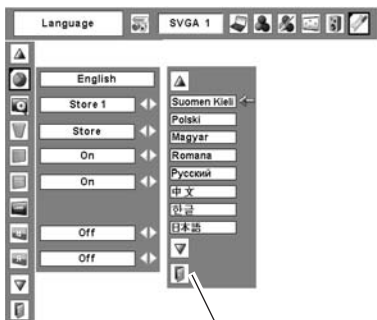 Language
SVGA 1
English
Store 1
Store
On
On
Off
Off
Suomen Kieli
Polski
Magyar
Romana
Русский
中文
한글
日本語